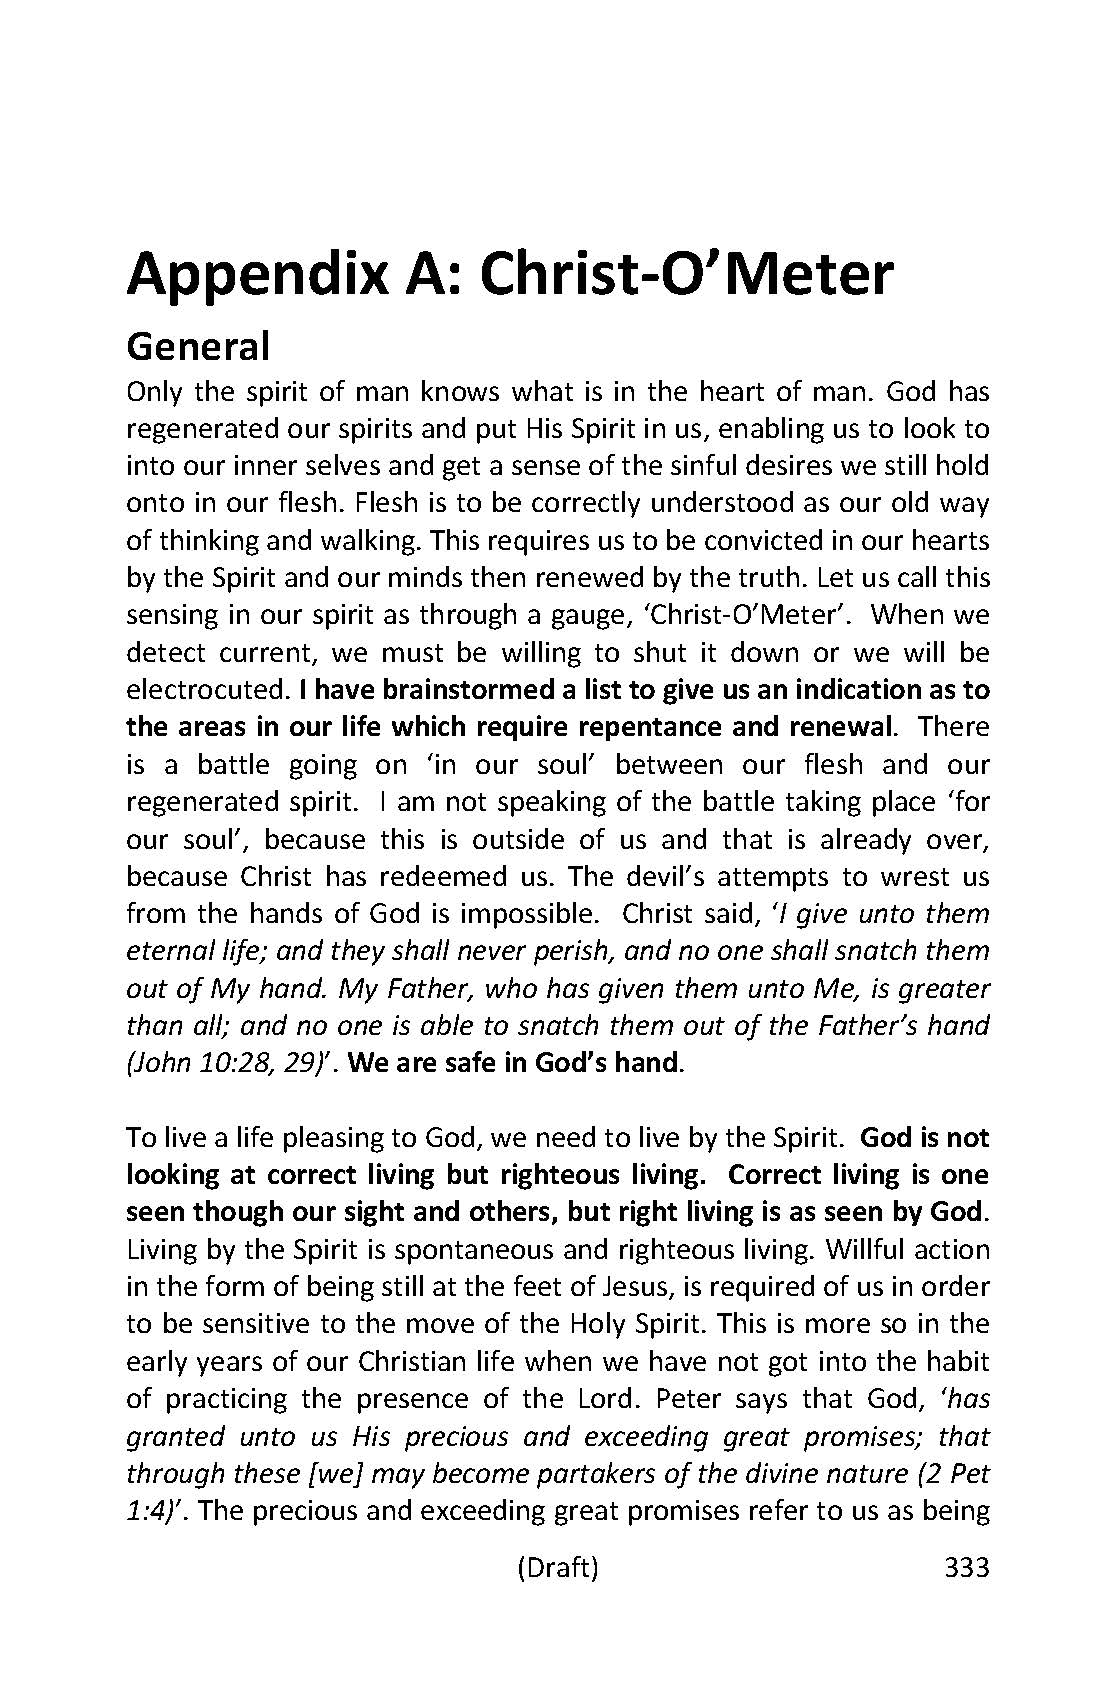 Appendix A: Christ-O’Meter
General
Only the spirit of man knows what is in the heart of man. God has
regenerated our spirits and put His Spirit in us, enabling us to look to
into our inner selves and get a sense of the sinful desires we still hold
onto in our flesh. Flesh is to be correctly understood as our old way
of thinking and walking. This requires us to be convicted in our hearts
by the Spirit and our minds then renewed by the truth. Let us call this
sensing in our spirit as through a gauge, ‘Christ-O’Meter’. When we
detect current, we must be willing to shut it down or we will be
electrocuted. I have brainstormed a list to give us an indication as to
the areas in our life which require repentance and renewal. There
is a battle going on ‘in our soul’ between our flesh and our
regenerated spirit. I am not speaking of the battle taking place ‘for
our soul’, because this is outside of us and that is already over,
because Christ has redeemed us. The devil’s attempts to wrest us
from the hands of God is impossible. Christ said, ‘I give unto them
eternal life; and they shall never perish, and no one shall snatch them
out of My hand. My Father, who has given them unto Me, is greater
than all; and no one is able to snatch them out of the Father’s hand
(John 10:28, 29)’. We are safe in God’s hand.
To live a life pleasing to God, we need to live by the Spirit. God is not
looking at correct living but righteous living. Correct living is one
seen though our sight and others, but right living is as seen by God.
Living by the Spirit is spontaneous and righteous living. Willful action
in the form of being still at the feet of Jesus, is required of us in order
to be sensitive to the move of the Holy Spirit. This is more so in the
early years of our Christian life when we have not got into the habit
of practicing the presence of the Lord. Peter says that God, ‘has
granted unto us His precious and exceeding great promises; that
through these [we] may become partakers of the divine nature (2 Pet
1:4)’. The precious and exceeding great promises refer to us as being
(Draft) 333